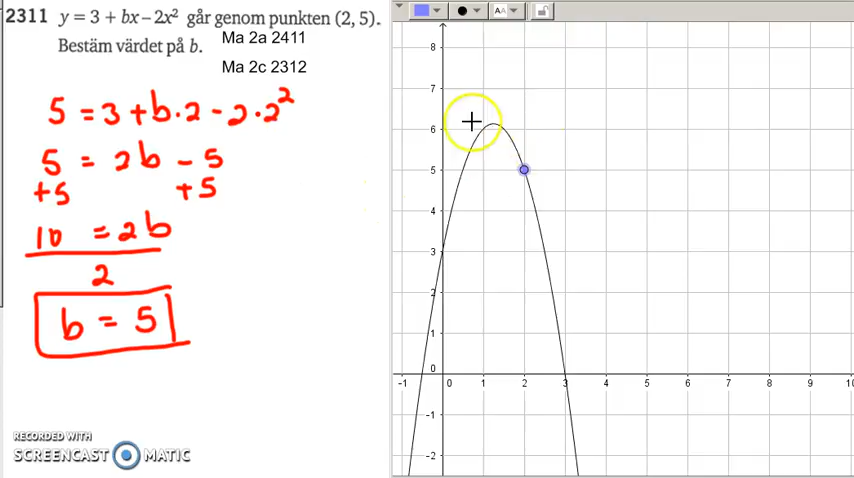 2311 y = 3 + bx – 2x² går genom punkten (2, 5).
Bestäm värdet på b.
Ma 2a 2411
Ma 2c 2312
5 = 3 + b · 2 - 2 · 2²
5 = 2b - 5
+5 +5
10 = 2b
2
b = 5
RECORDED WITH
SCREENCAST MATIC
AA
8
7
6
5
4
3
2
1
0
-1 0 1 2 3 4 5 6 7 8 9 10
-1
-2